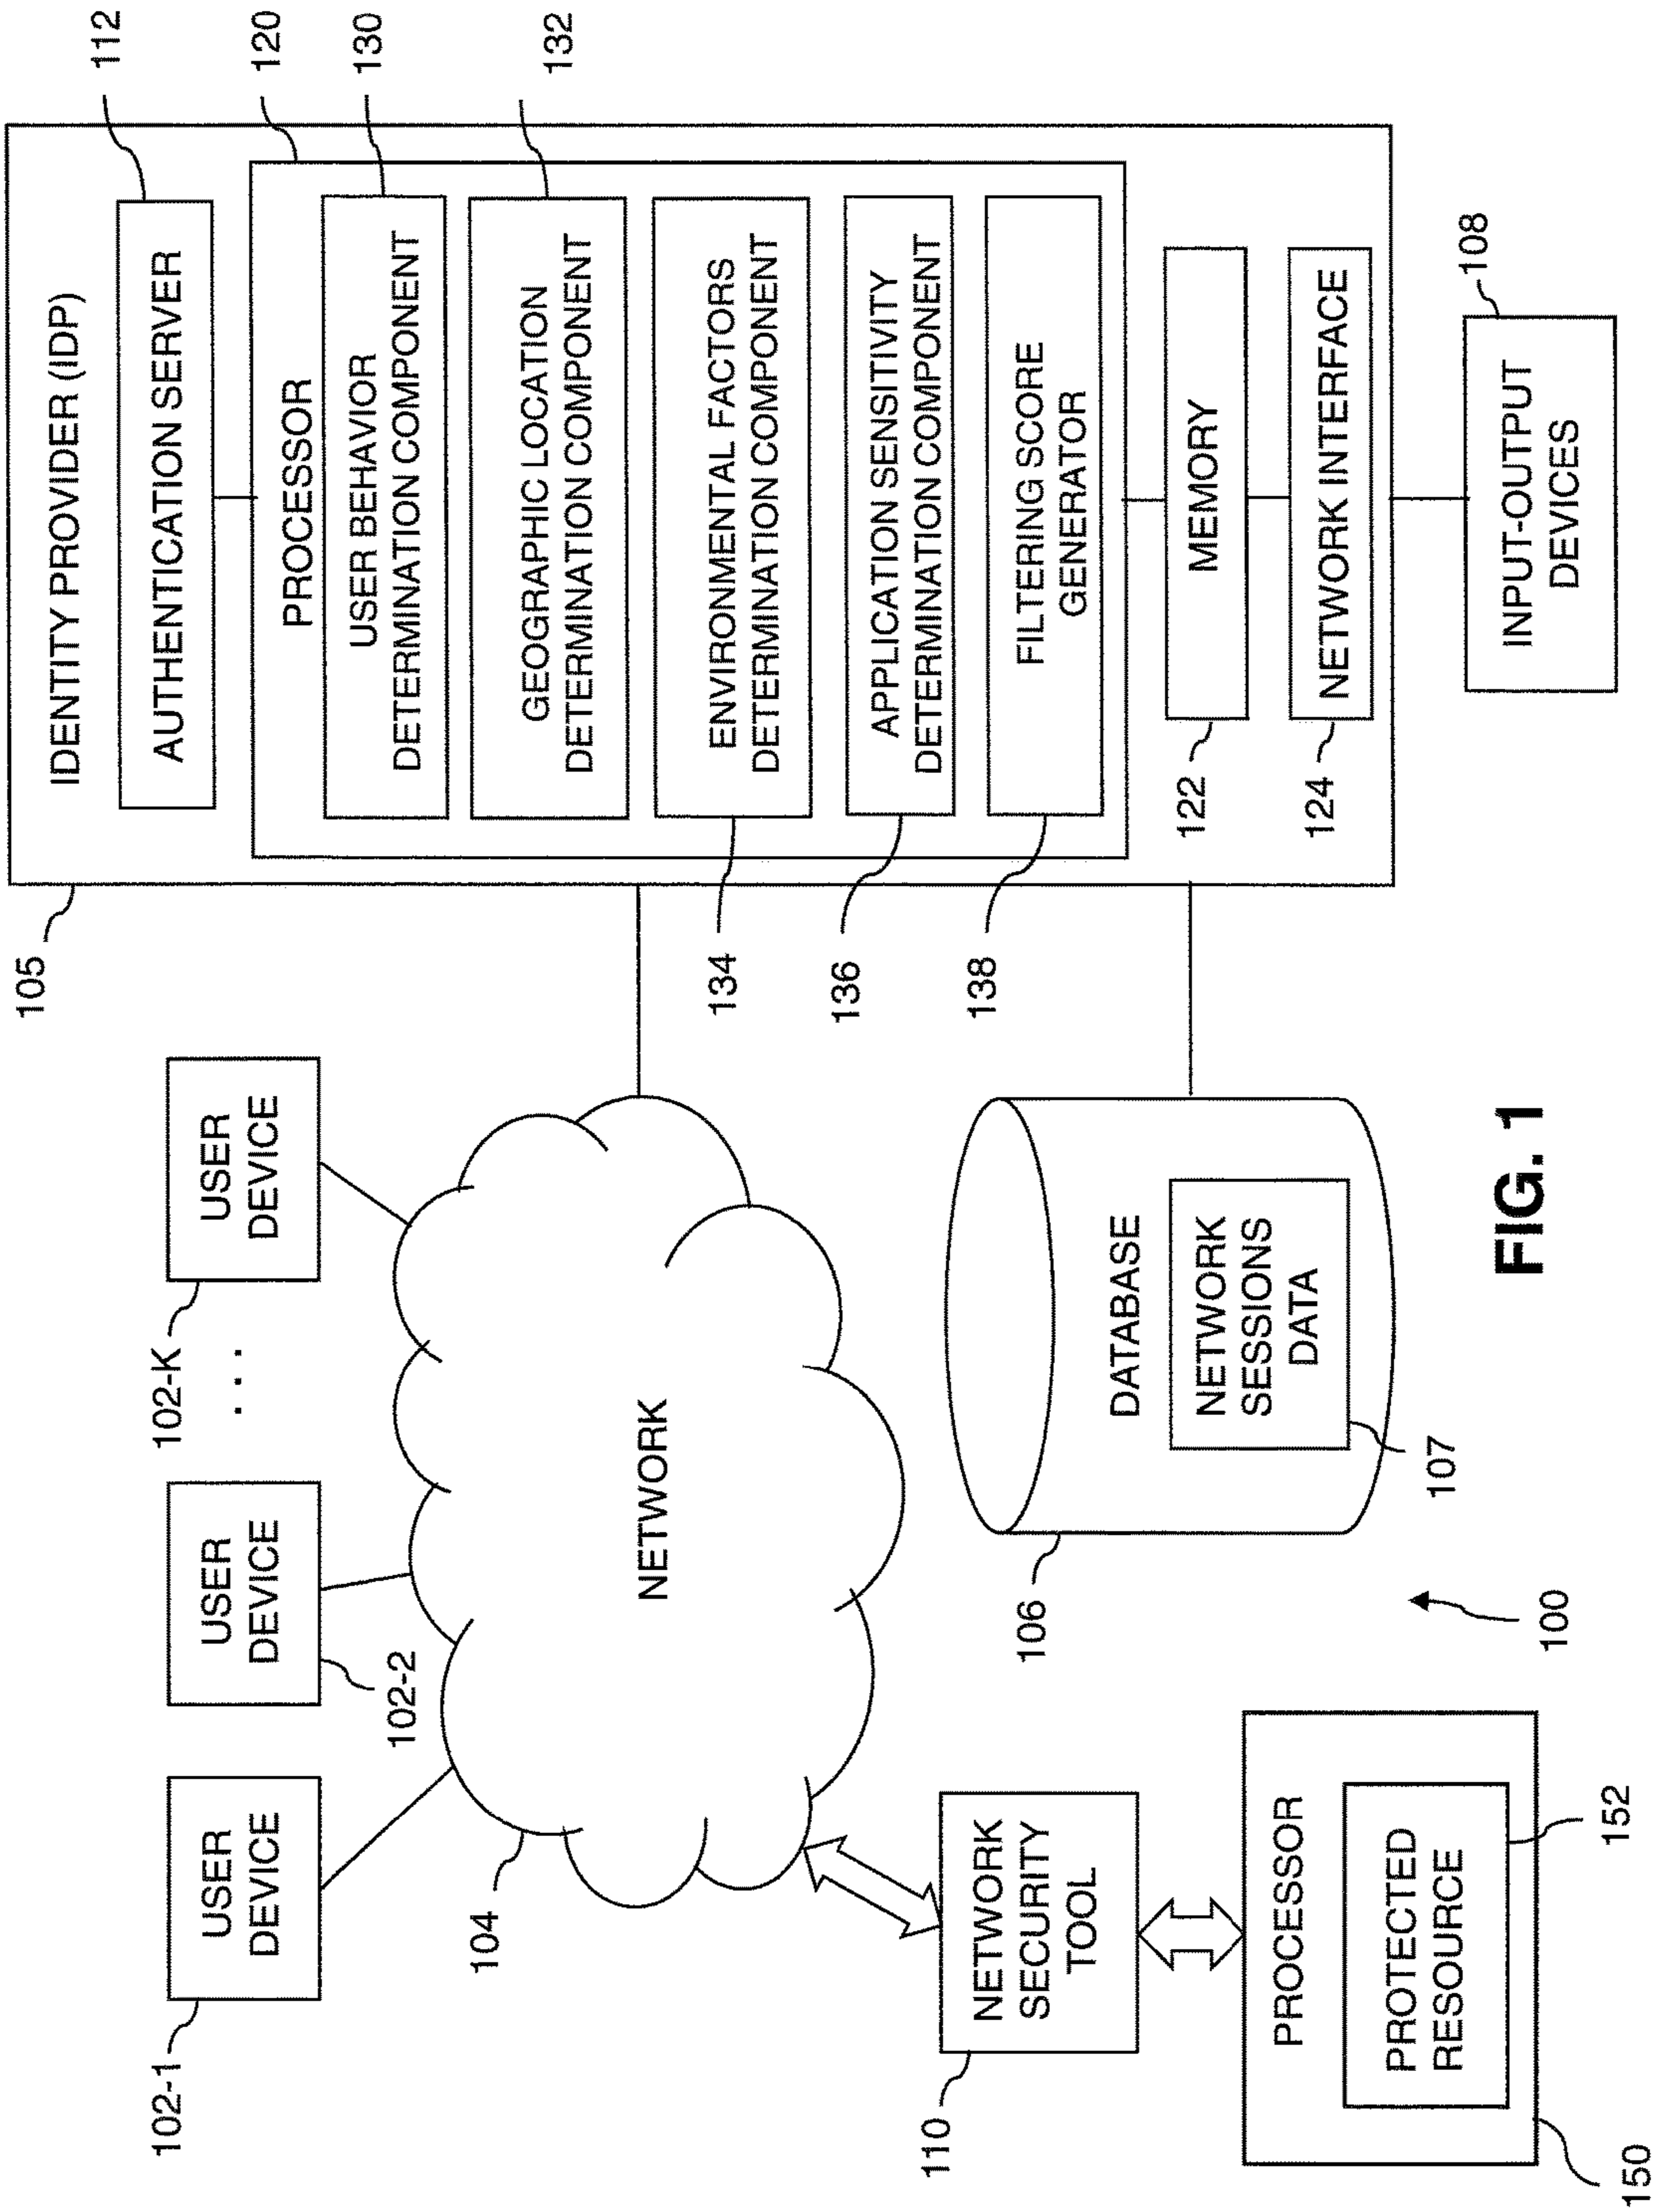 102-1
USER
DEVICE
102-2
USER
DEVICE
. . .
102-K
USER
DEVICE
104
NETWORK
110
NETWORK
SECURITY
TOOL
150
PROCESSOR
PROTECTED
RESOURCE
152
106
DATABASE
NETWORK
SESSIONS
DATA
107
100
105
IDENTITY PROVIDER (IDP)
AUTHENTICATION SERVER
112
PROCESSOR
120
USER BEHAVIOR
DETERMINATION COMPONENT
130
GEOGRAPHIC LOCATION
DETERMINATION COMPONENT
132
ENVIRONMENTAL FACTORS
DETERMINATION COMPONENT
134
APPLICATION SENSITIVITY
DETERMINATION COMPONENT
136
FILTERING SCORE
GENERATOR
138
MEMORY
122
NETWORK INTERFACE
124
INPUT-OUTPUT
DEVICES
108
FIG. 1